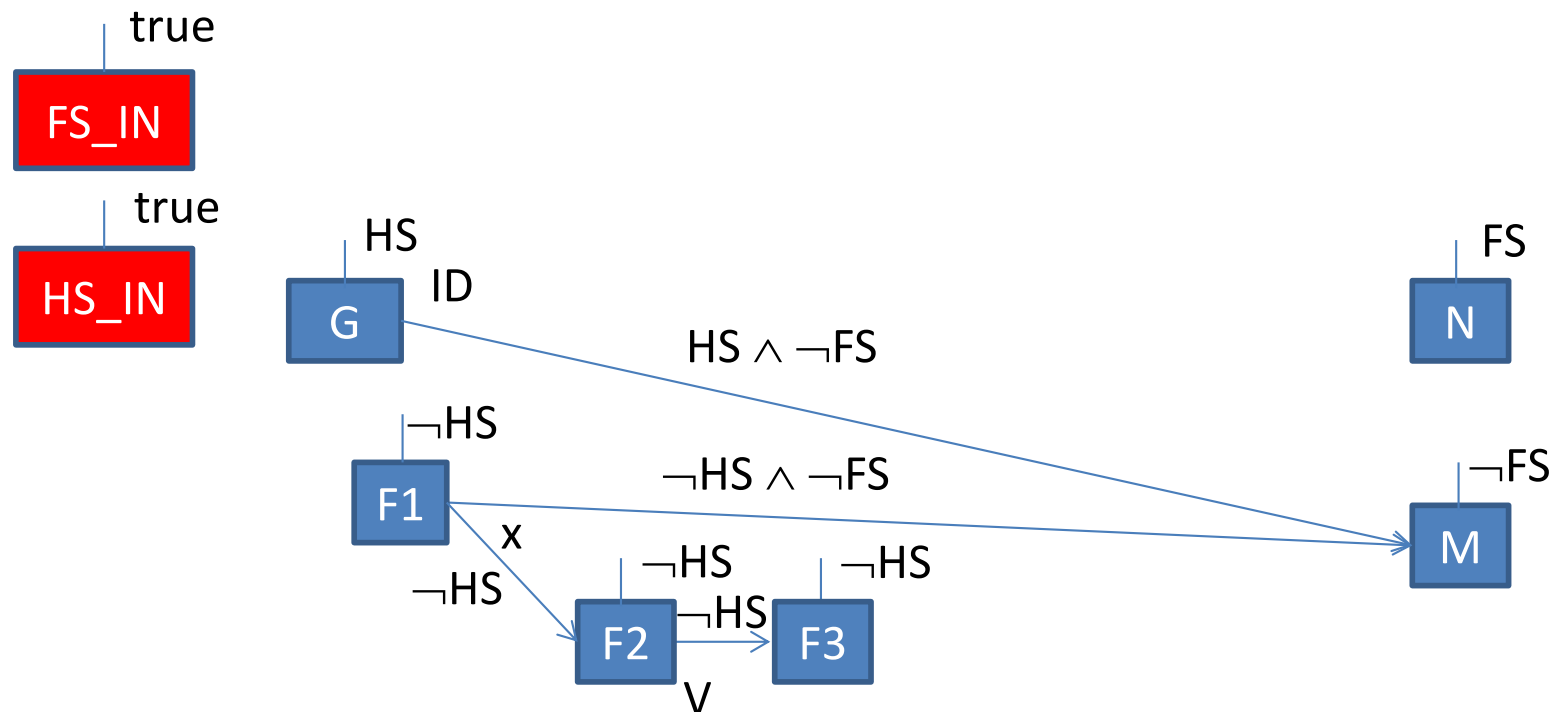 true
FS_IN
true
HS_IN
HS
ID
G
FS
N
HS ∧ ¬FS
¬HS
F1
¬HS ∧ ¬FS
¬FS
M
x
¬HS
¬HS
¬HS
¬HS
F2
F3
V